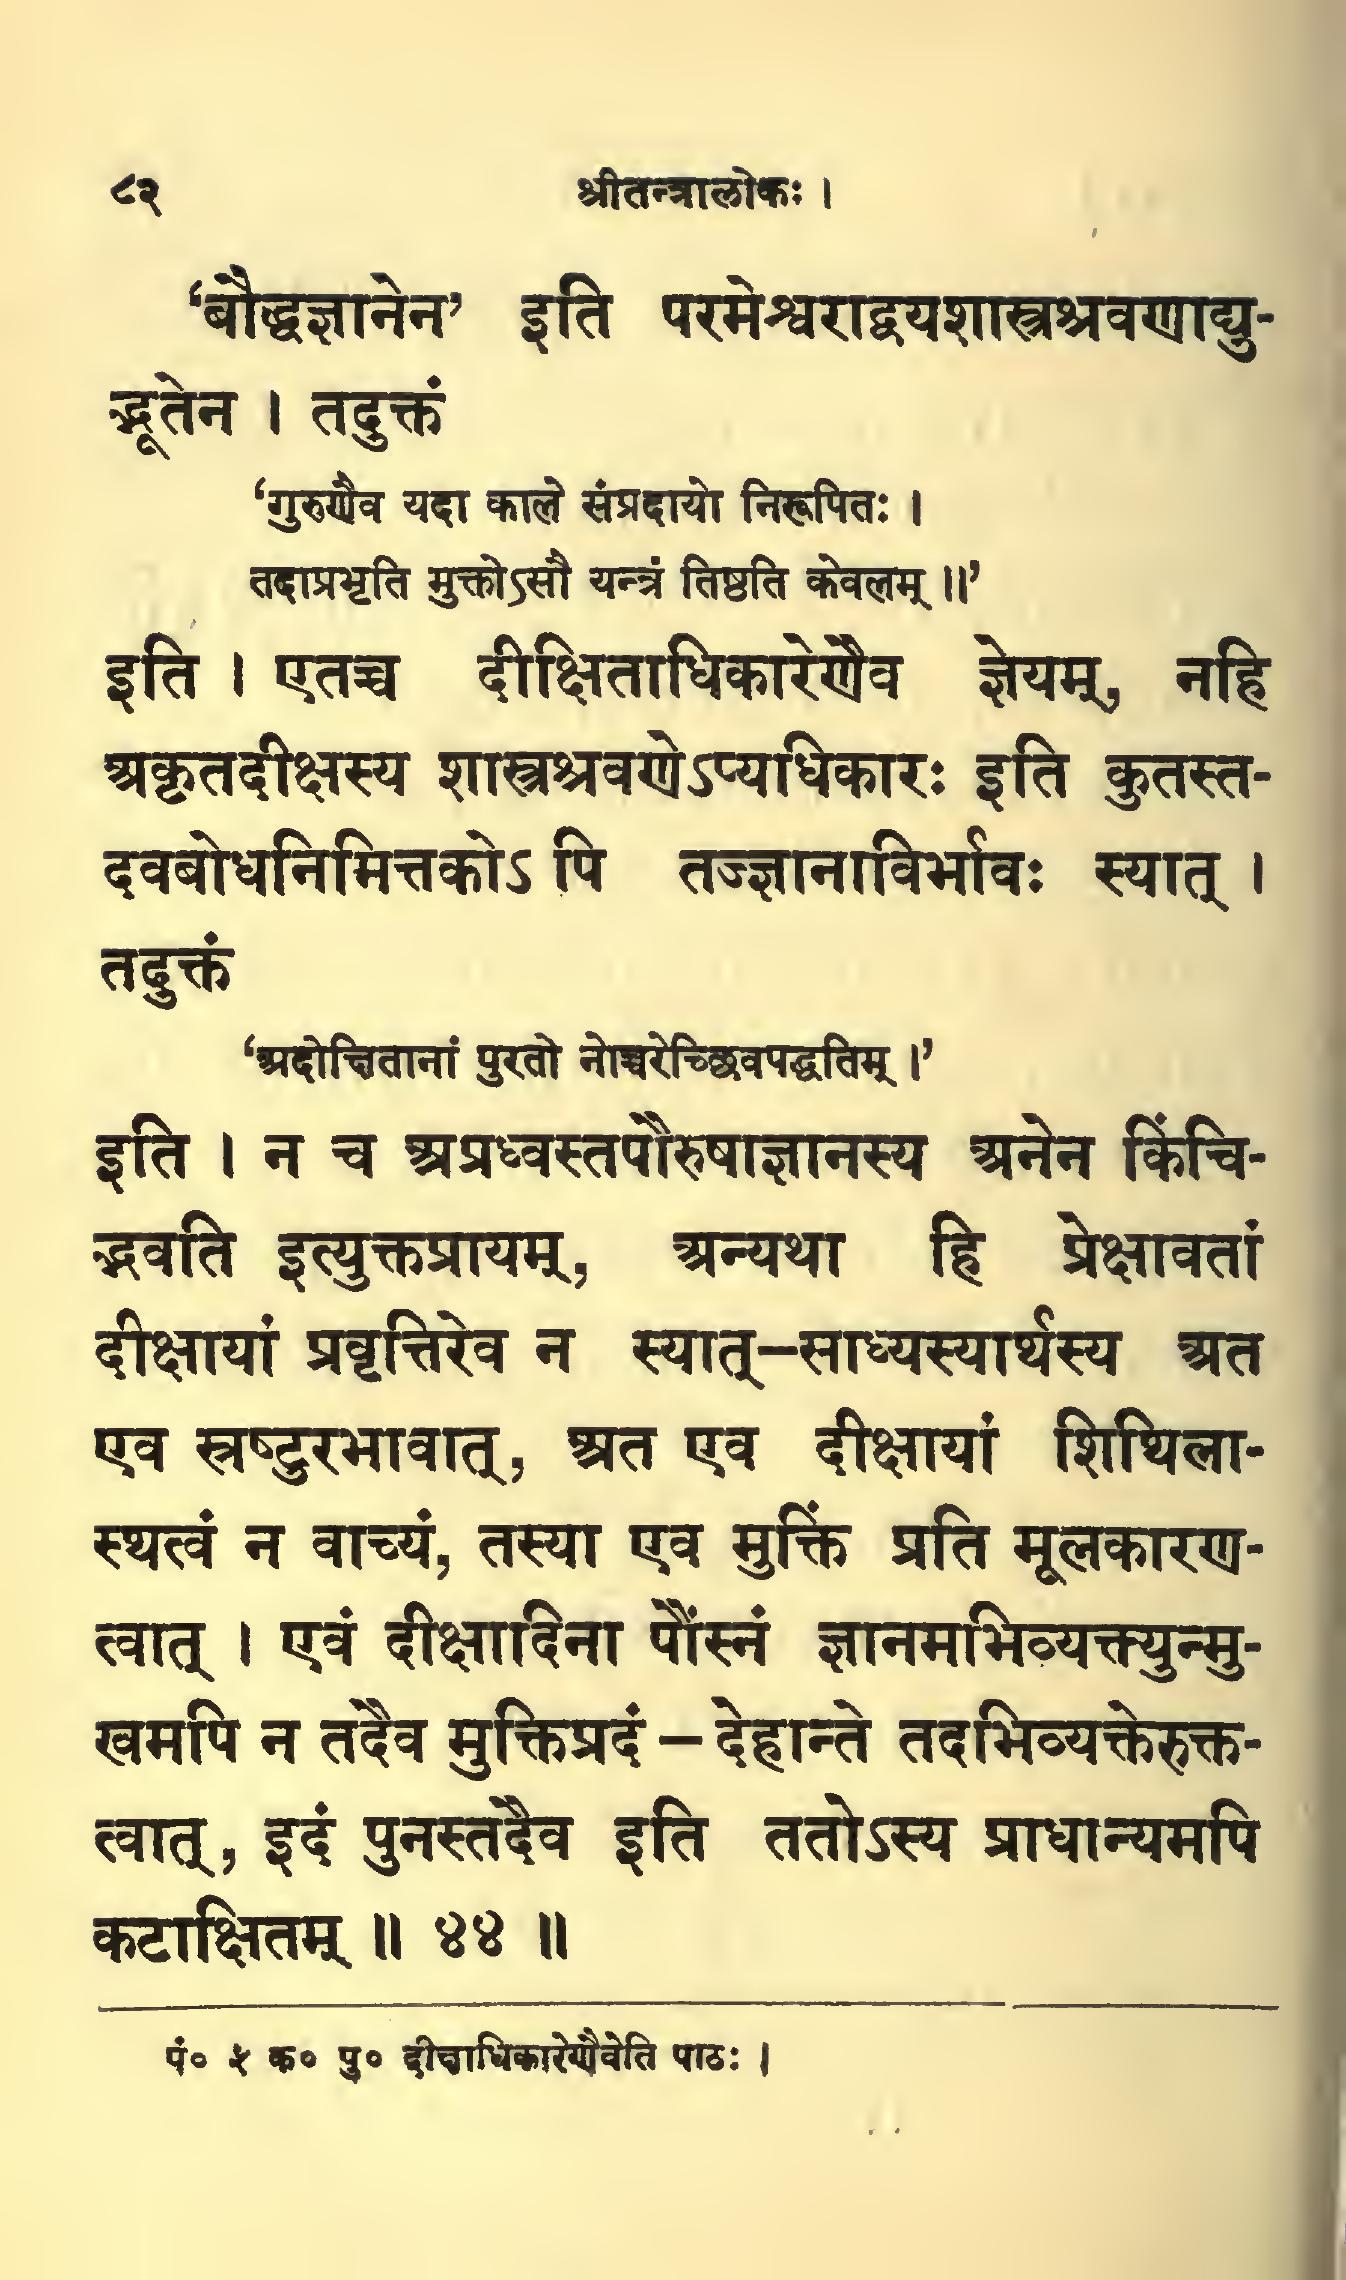 ८२ श्रीतन्त्रालोकः ।
‘बौद्धज्ञानेन’ इति परमेश्वराद्वयशास्त्रश्रवणाद्यु-
द्भूतेन । तदुक्तं
‘गुरुणैव यदा काले संप्रदायो निरूपितः ।
तदाप्रभृति मुक्तोऽसौ यन्त्रं तिष्ठति केवलम् ॥’
इति । एतच्च दीक्षिताधिकारेणैव ज्ञेयम्, नहि
अकृतदीक्षस्य शास्त्रश्रवणेऽप्यधिकारः इति कुतस्त-
दवबोधनिमित्तकोऽ पि तज्ज्ञानाविर्भावः स्यात् ।
तदुक्तं
‘अदीक्षितानां पुरतो नोच्चरेच्छिवपद्धतिम् ।’
इति । न च अप्रध्वस्तपौरुषाज्ञानस्य अनेन किंचि-
द्भवति इत्युक्तप्रायम्, अन्यथा हि प्रेक्षावतां
दीक्षायां प्रवृत्तिरेव न स्यात्—साध्यस्यार्थस्य अत
एव स्रष्टुरभावात्, अत एव दीक्षायां शिथिला-
स्थत्वं न वाच्यं, तस्या एव मुक्तिं प्रति मूलकारण-
त्वात् । एवं दीक्षादिना पौंस्नं ज्ञानमभिव्यक्त्युन्मु-
खमपि न तदैव मुक्तिप्रदं — देहान्ते तदभिव्यक्तेरुक्त-
त्वात्, इदं पुनस्तदैव इति ततोऽस्य प्राधान्यमपि
कटाक्षितम् ॥ ४४ ॥
पं० ५ क० पु० दीक्षाधिकारेणैवेति पाठः ।